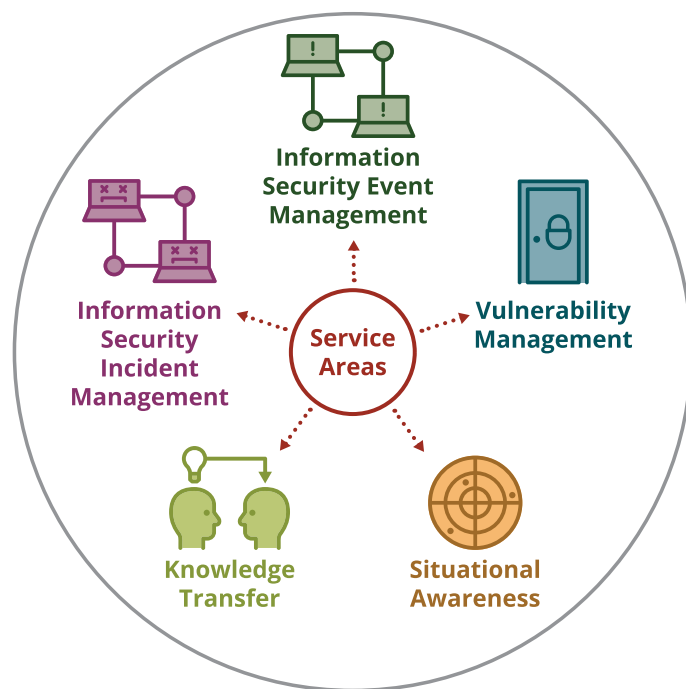 Information
Security Event
Management
Information
Security
Incident
Management
Vulnerability
Management
Service
Areas
Knowledge
Transfer
Situational
Awareness